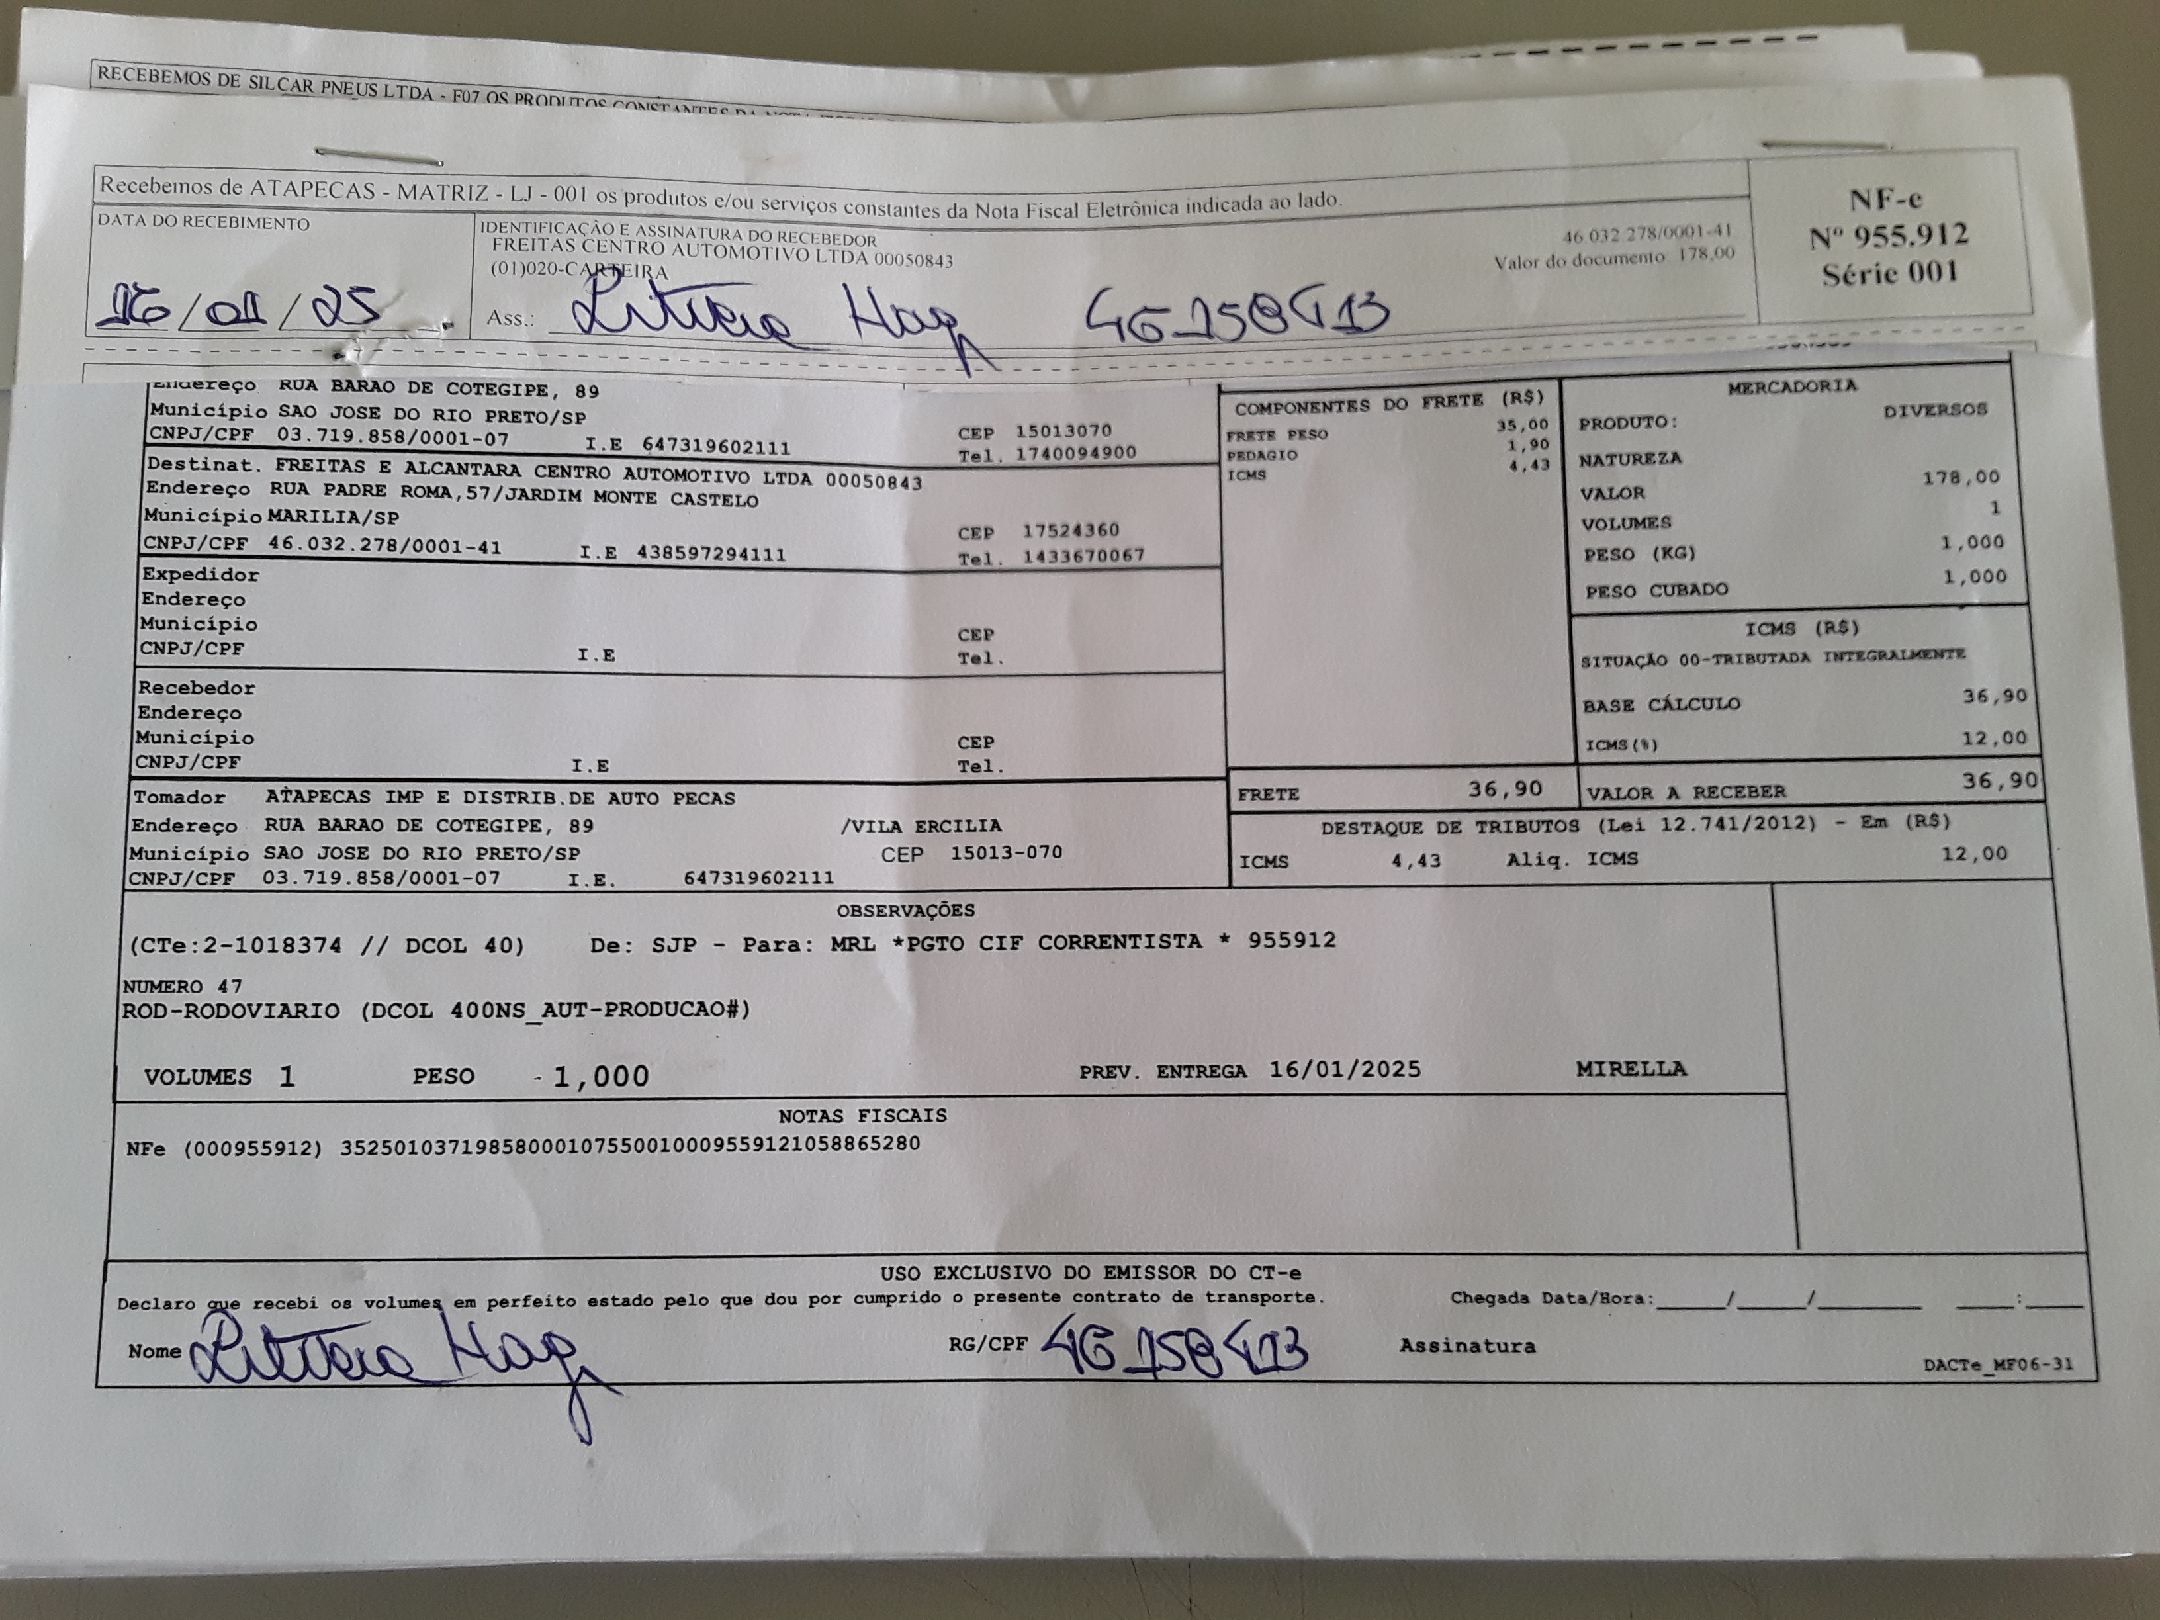 RECEBEMOS DE SILCAR PNEUS LTDA - F07 OS PRODUTOS CONSTANTES DA
Recebemos de ATAPECAS - MATRIZ - LJ - 001 os produtos e/ou serviços constantes da Nota Fiscal Eletrônica indicada ao lado.
NF-e
Nº 955.912
Série 001
DATA DO RECEBIMENTO
16/01/25
IDENTIFICAÇÃO E ASSINATURA DO RECEBEDOR
FREITAS CENTRO AUTOMOTIVO LTDA 00050843
(01)020-CARTEIRA
46 032 278/0001-41
Valor do documento 178,00
Ass.:
Endereço RUA BARAO DE COTEGIPE, 89
Município SAO JOSE DO RIO PRETO/SP
CNPJ/CPF 03.719.858/0001-07 I.E 647319602111
CEP 15013070
Tel. 1740094900
Destinat. FREITAS E ALCANTARA CENTRO AUTOMOTIVO LTDA 00050843
Endereço RUA PADRE ROMA,57/JARDIM MONTE CASTELO
Município MARILIA/SP
CNPJ/CPF 46.032.278/0001-41 I.E 438597294111
CEP 17524360
Tel. 1433670067
Expedidor
Endereço
Município CEP
CNPJ/CPF I.E Tel.
Recebedor
Endereço
Município CEP
CNPJ/CPF I.E Tel.
Tomador ATAPECAS IMP E DISTRIB.DE AUTO PECAS
Endereço RUA BARAO DE COTEGIPE, 89 /VILA ERCILIA
Município SAO JOSE DO RIO PRETO/SP CEP 15013-070
CNPJ/CPF 03.719.858/0001-07 I.E. 647319602111
COMPONENTES DO FRETE (R$)
FRETE PESO 35,00
PEDAGIO 1,90
ICMS 4,43
MERCADORIA
PRODUTO: DIVERSOS
NATUREZA
VALOR 178,00
VOLUMES 1
PESO (KG) 1,000
PESO CUBADO 1,000
ICMS (R$)
SITUAÇÃO 00-TRIBUTADA INTEGRALMENTE
BASE CÁLCULO 36,90
ICMS(%) 12,00
FRETE 36,90 VALOR A RECEBER 36,90
DESTAQUE DE TRIBUTOS (Lei 12.741/2012) - Em (R$)
ICMS 4,43 Aliq. ICMS 12,00
OBSERVAÇÕES
(CTe:2-1018374 // DCOL 40) De: SJP - Para: MRL *PGTO CIF CORRENTISTA * 955912
NUMERO 47
ROD-RODOVIARIO (DCOL 400NS_AUT-PRODUCAO#)
VOLUMES 1 PESO 1,000 PREV. ENTREGA 16/01/2025 MIRELLA
NOTAS FISCAIS
NFe (000955912) 35250103719858000107550010009559121058865280
USO EXCLUSIVO DO EMISSOR DO CT-e
Declaro que recebi os volumes em perfeito estado pelo que dou por cumprido o presente contrato de transporte. Chegada Data/Hora:____/____/______ ____:____
Nome RG/CPF Assinatura
DACTe_MF06-31